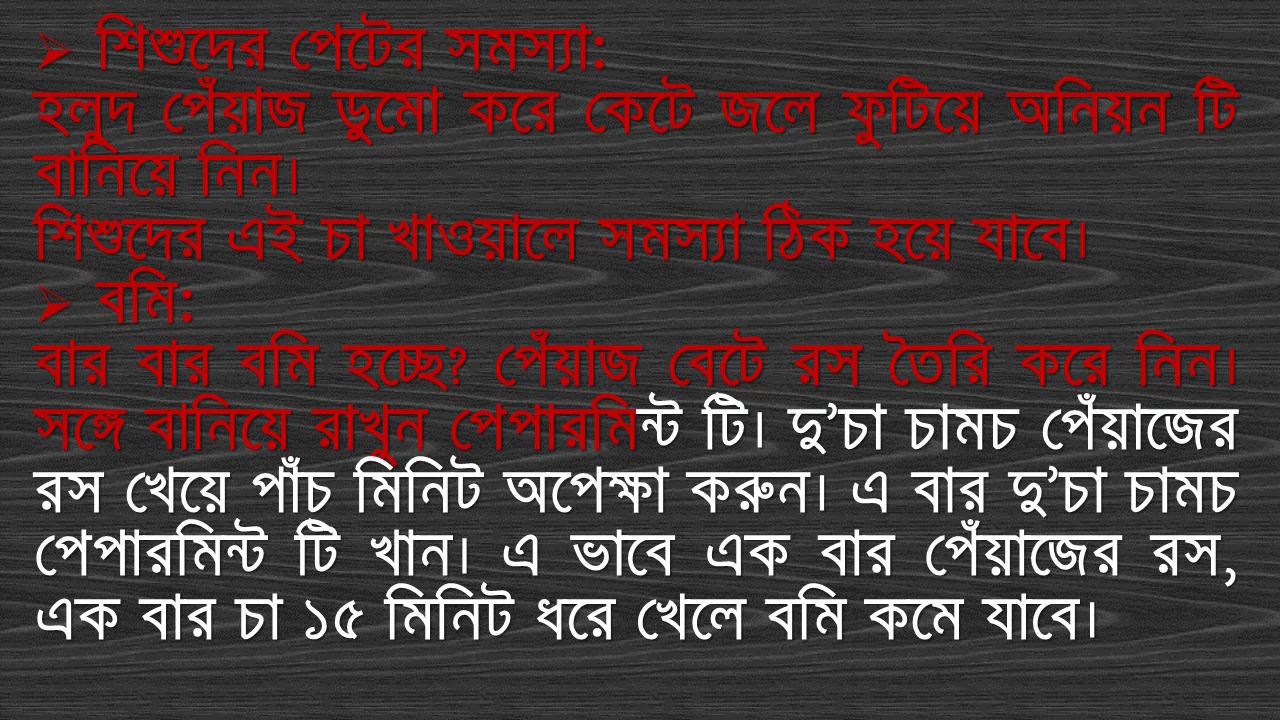 ➢ শিশুদের পেটের সমস্যা:
হলুদ পেঁয়াজ ডুমো করে কেটে জলে ফুটিয়ে অনিয়ন টি
বানিয়ে নিন।
শিশুদের এই চা খাওয়ালে সমস্যা ঠিক হয়ে যাবে।
➢ বমি:
বার বার বমি হচ্ছে? পেঁয়াজ বেটে রস তৈরি করে নিন।
সঙ্গে বানিয়ে রাখুন পেপারমিন্ট টি। দু’চা চামচ পেঁয়াজের
রস খেয়ে পাঁচ মিনিট অপেক্ষা করুন। এ বার দু’চা চামচ
পেপারমিন্ট টি খান। এ ভাবে এক বার পেঁয়াজের রস,
এক বার চা ১৫ মিনিট ধরে খেলে বমি কমে যাবে।